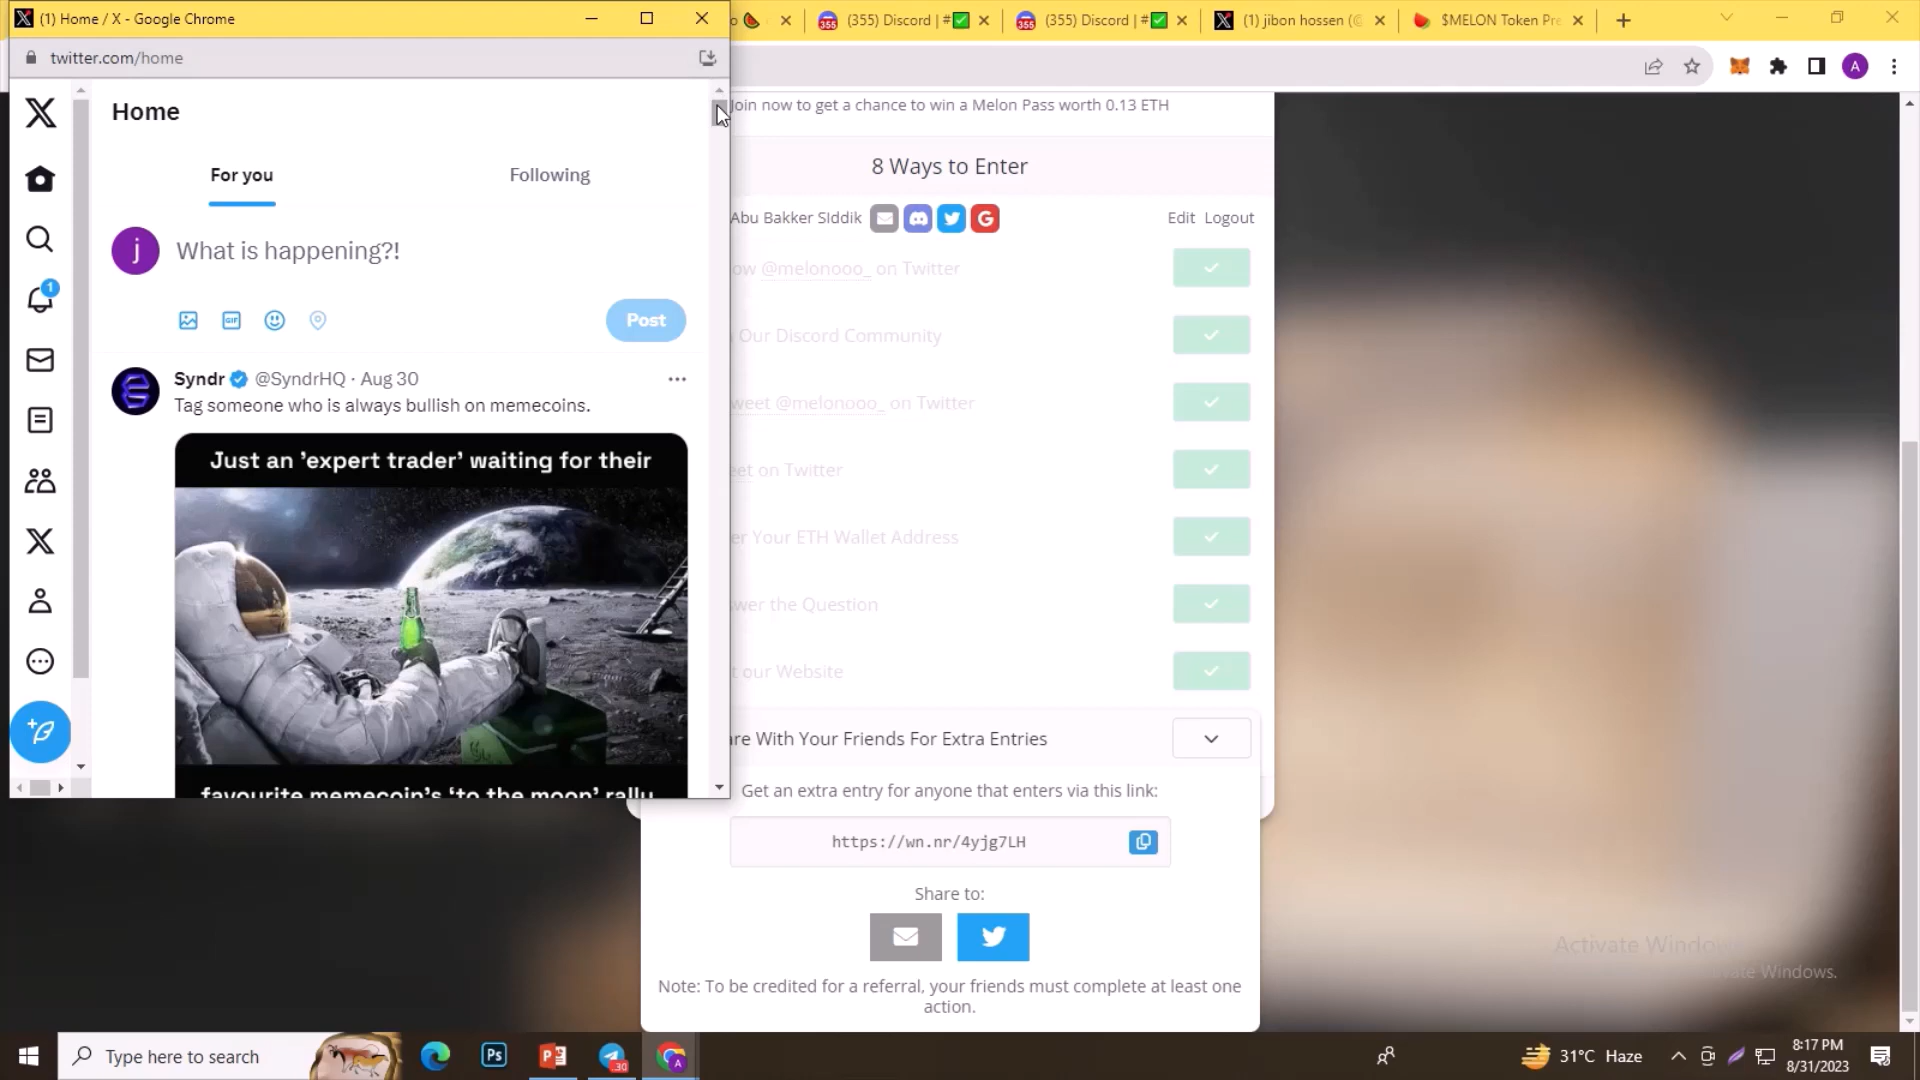 (1) Home / X - Google Chrome
(355) Discord | #
(355) Discord | #
(1) jibon hossen (
$MELON Token Pre
twitter.com/home
A
Home
For you
Following
j
What is happening?!
GIF
Post
1
Syndr @SyndrHQ · Aug 30
Tag someone who is always bullish on memecoins.
Just an 'expert trader' waiting for their
favourite memecoin's 'to the moon' rally
Join now to get a chance to win a Melon Pass worth 0.13 ETH
8 Ways to Enter
Abu Bakker SIddik
Edit Logout
@melonooo_ on Twitter
Our Discord Community
@melonooo_ on Twitter
on Twitter
Your ETH Wallet Address
the Question
our Website
With Your Friends For Extra Entries
Get an extra entry for anyone that enters via this link:
https://wn.nr/4yjg7LH
Share to:
Note: To be credited for a referral, your friends must complete at least one
action.
Activate Windows
Windows.
Type here to search
Ps
30
A
31°C Haze
8:17 PM
8/31/2023